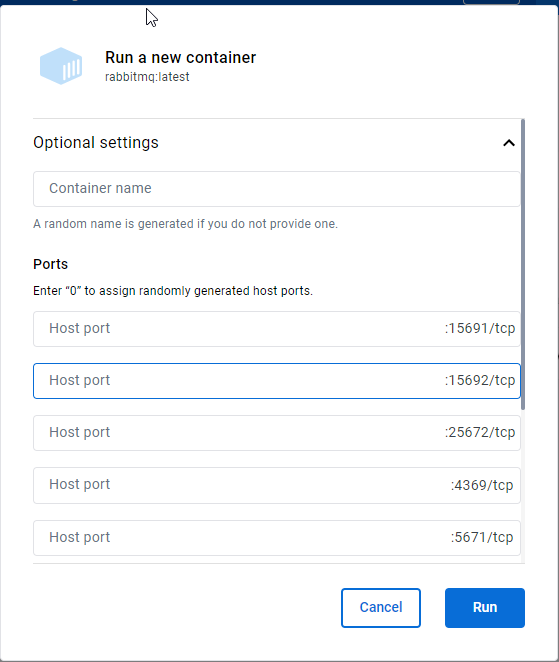 Run a new container
rabbitmq:latest
Optional settings
Container name
A random name is generated if you do not provide one.
Ports
Enter “0” to assign randomly generated host ports.
Host port :15691/tcp
Host port :15692/tcp
Host port :25672/tcp
Host port :4369/tcp
Host port :5671/tcp
Cancel Run